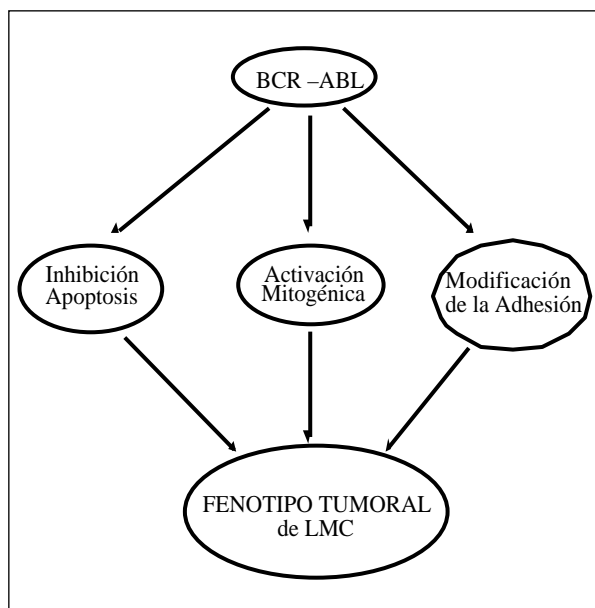 BCR –ABL
Inhibición
Apoptosis
Activación
Mitogénica
Modificación
de la Adhesión
FENOTIPO TUMORAL
de LMC